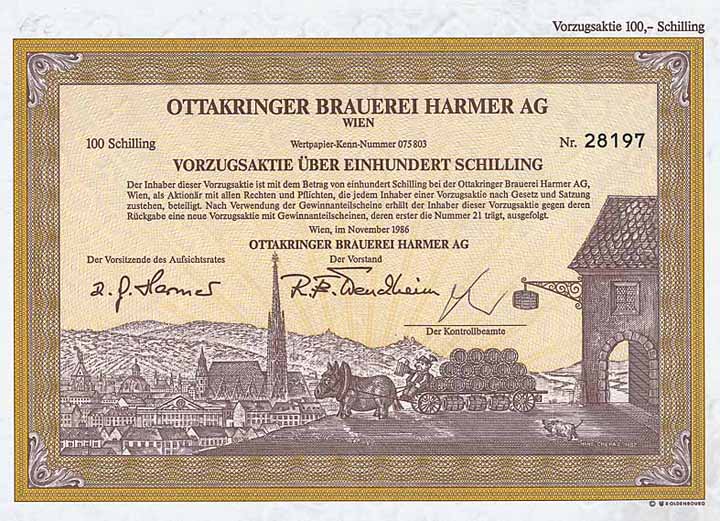 Vorzugsaktie 100,– Schilling
OTTAKRINGER BRAUEREI HARMER AG
WIEN
100 Schilling Wertpapier-Kenn-Nummer 075 803 Nr. 28197
VORZUGSAKTIE ÜBER EINHUNDERT SCHILLING
Der Inhaber dieser Vorzugsaktie ist mit dem Betrag von einhundert Schilling bei der Ottakringer Brauerei Harmer AG,
Wien, als Aktionär mit allen Rechten und Pflichten, die jedem Inhaber einer Vorzugsaktie nach Gesetz und Satzung
zustehen, beteiligt. Nach Verwendung der Gewinnanteilscheine erhält der Inhaber dieser Vorzugsaktie gegen deren
Rückgabe eine neue Vorzugsaktie mit Gewinnanteilscheinen, deren erster die Nummer 21 trägt, ausgefolgt.
Wien, im November 1986
OTTAKRINGER BRAUEREI HARMER AG
Der Vorsitzende des Aufsichtsrates Der Vorstand
Harmer
Wendheim
Der Kontrollbeamte